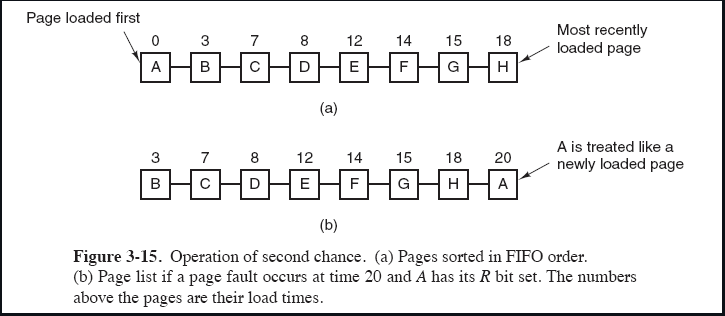 Page loaded first
0 3 7 8 12 14 15 18
Most recently
loaded page
A B C D E F G H
(a)
3 7 8 12 14 15 18 20
A is treated like a
newly loaded page
B C D E F G H A
(b)
Figure 3-15. Operation of second chance. (a) Pages sorted in FIFO order.
(b) Page list if a page fault occurs at time 20 and A has its R bit set. The numbers
above the pages are their load times.